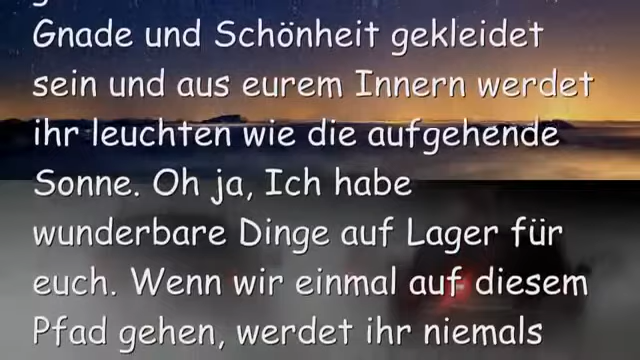 Gnade und Schönheit gekleidet
sein und aus eurem Innern werdet
ihr leuchten wie die aufgehende
Sonne. Oh ja, Ich habe
wunderbare Dinge auf Lager für
euch. Wenn wir einmal auf diesem
Pfad gehen, werdet ihr niemals